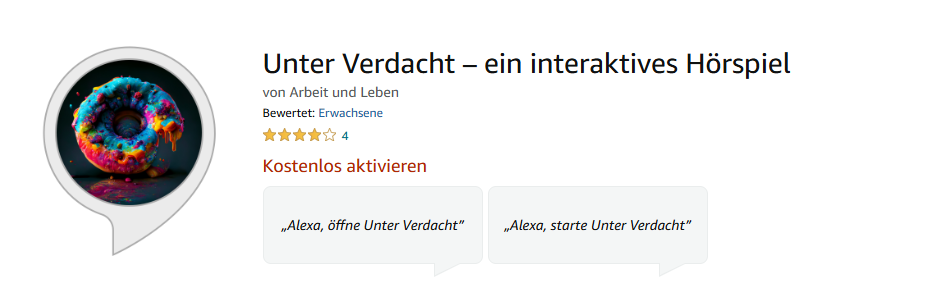 Unter Verdacht – ein interaktives Hörspiel
von Arbeit und Leben
Bewertet: Erwachsene
4
Kostenlos aktivieren
„Alexa, öffne Unter Verdacht”
„Alexa, starte Unter Verdacht”